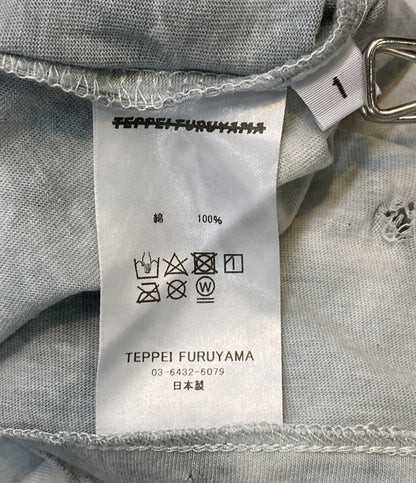 TEPPEI FURUYAMA
1
綿 100%
W
TEPPEI FURUYAMA
03-6432-6079
日本製